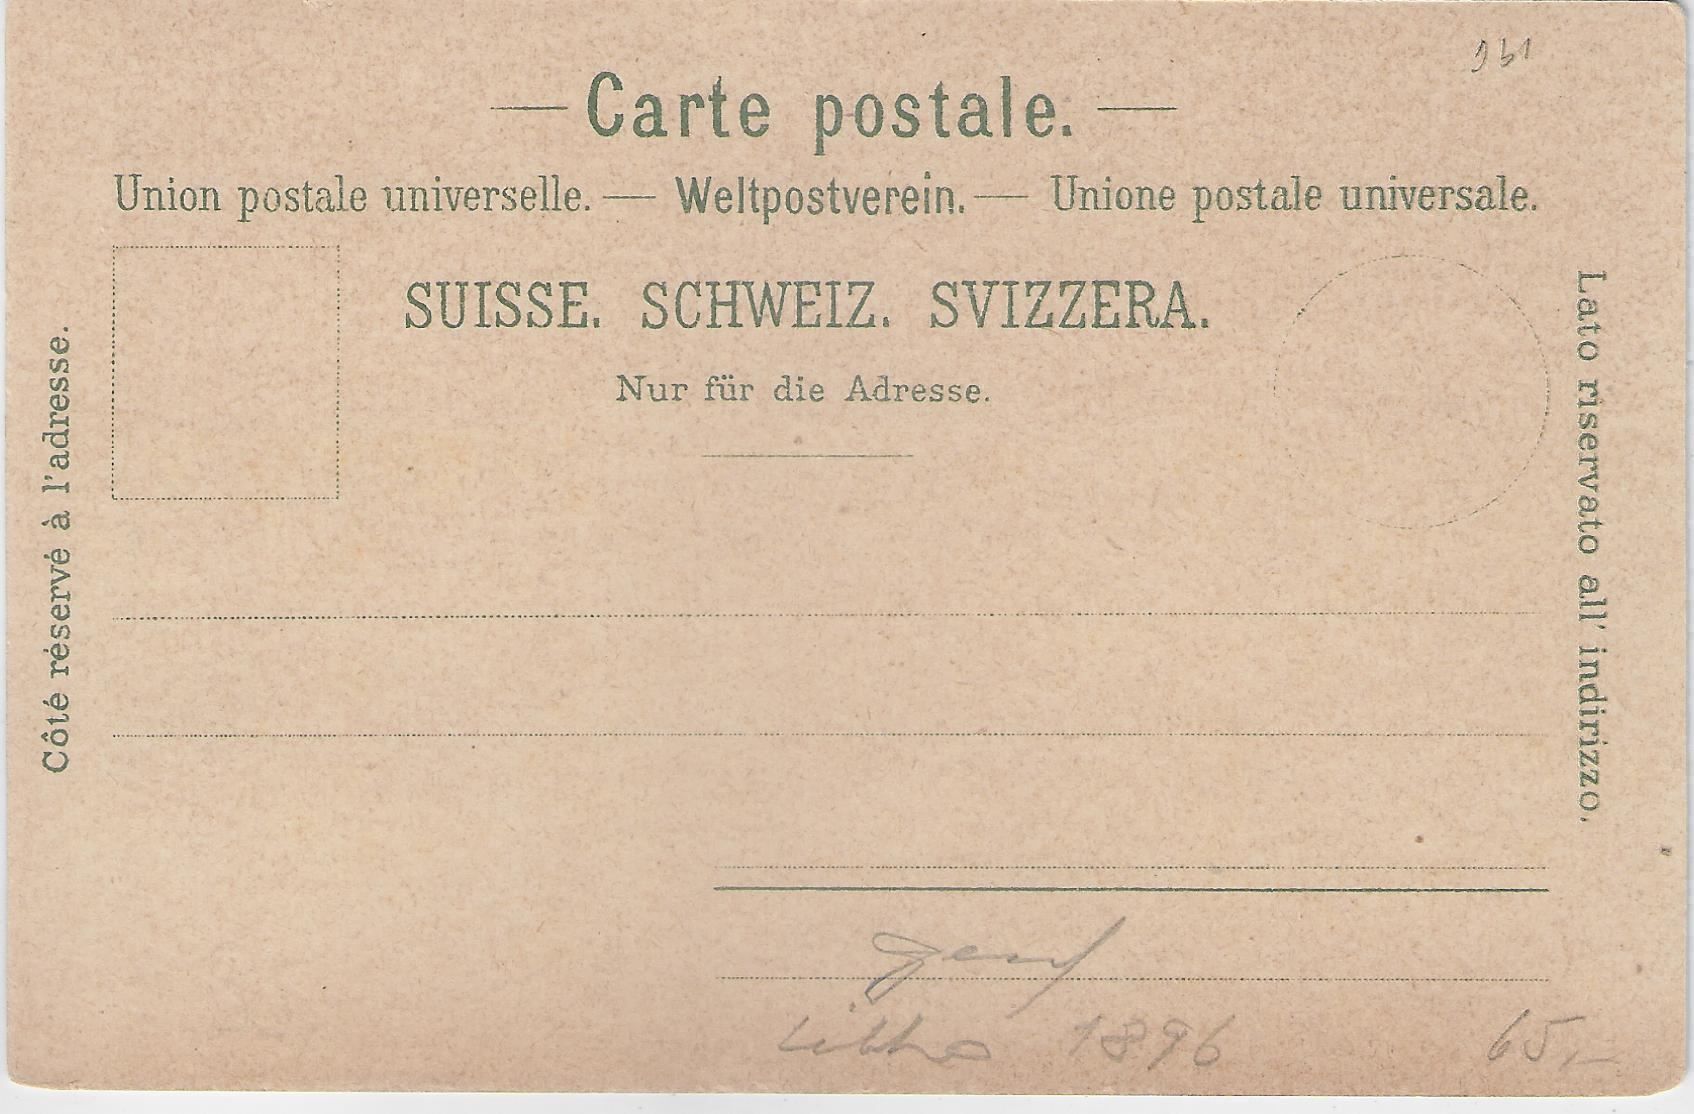 961
— Carte postale. —
Union postale universelle. — Weltpostverein. — Unione postale universale.
SUISSE. SCHWEIZ. SVIZZERA.
Nur für die Adresse.
Côté réservé à l'adresse.
Lato riservato all' indirizzo.
Genf
Litho 1896
65,-